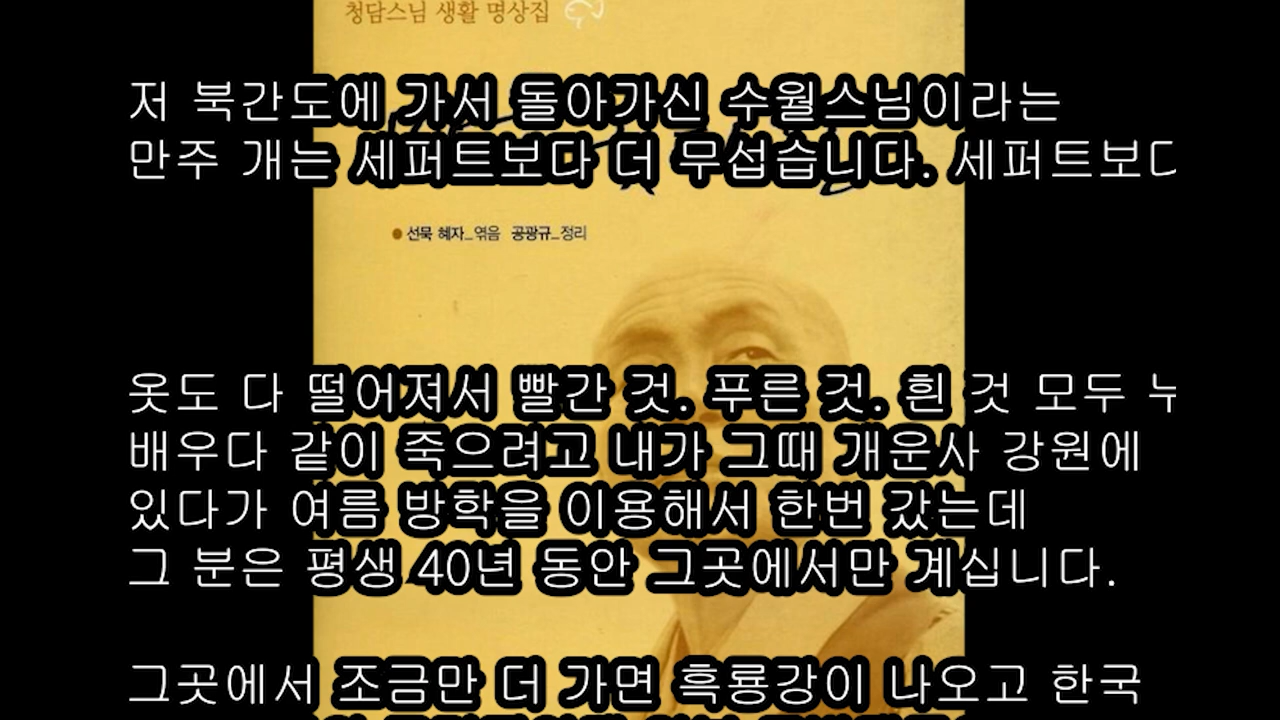 청담스님 생활 명상집
저 북간도에 가서 돌아가신 수월스님이라는
만주 개는 세퍼트보다 더 무섭습니다. 세퍼트보다
선묵 혜자_엮음 공광규_정리
옷도 다 떨어져서 빨간 것. 푸른 것. 흰 것 모두
배우다 같이 죽으려고 내가 그때 개운사 강원에
있다가 여름 방학을 이용해서 한번 갔는데
그 분은 평생 40년 동안 그곳에서만 계십니다.
그곳에서 조금만 더 가면 흑룡강이 나오고 한국